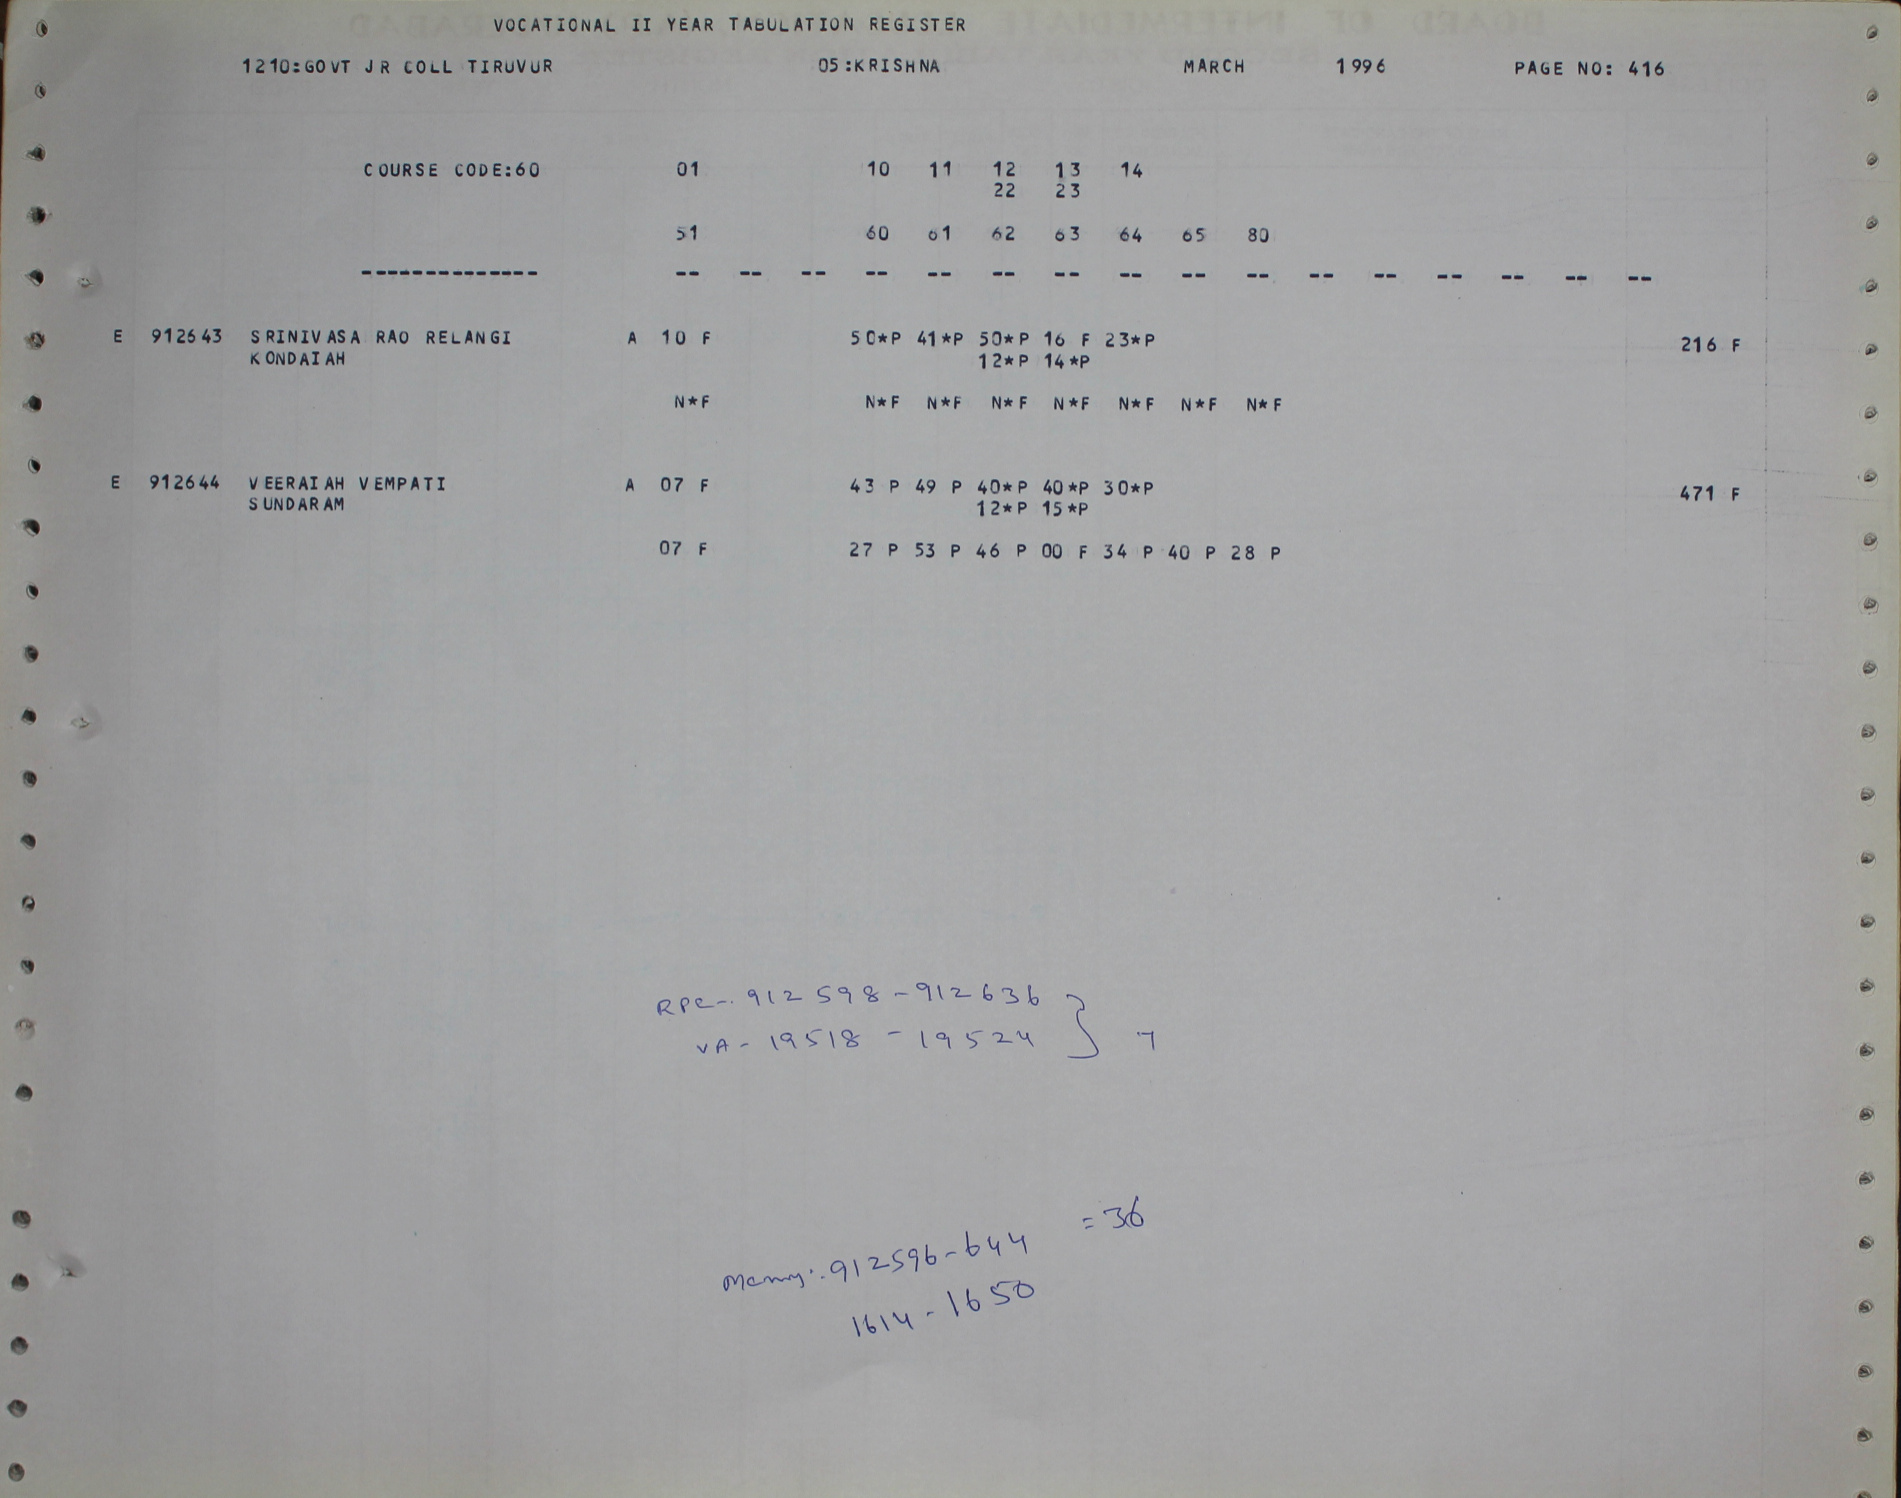 VOCATIONAL II YEAR TABULATION REGISTER
1210:GOVT JR COLL TIRUVUR 05:KRISHNA MARCH 1996 PAGE NO: 416
COURSE CODE:60 01 10 11 12 13 14
22 23
51 60 61 62 63 64 65 80
-------------- -- -- -- -- -- -- -- -- -- -- -- -- -- -- -- --
E 912643 SRINIVASA RAO RELANGI A 10 F 50*P 41*P 50*P 16 F 23*P 216 F
KONDAIAH 12*P 14*P
N*F N*F N*F N*F N*F N*F N*F N*F
E 912644 VEERAIAH VEMPATI A 07 F 43 P 49 P 40*P 40*P 30*P 471 F
SUNDARAM 12*P 15*P
07 F 27 P 53 P 46 P 00 F 34 P 40 P 28 P
RPC-. 912598-912636
VA- 19518 - 19524 } 7
912596-644 = 36
1614-1650